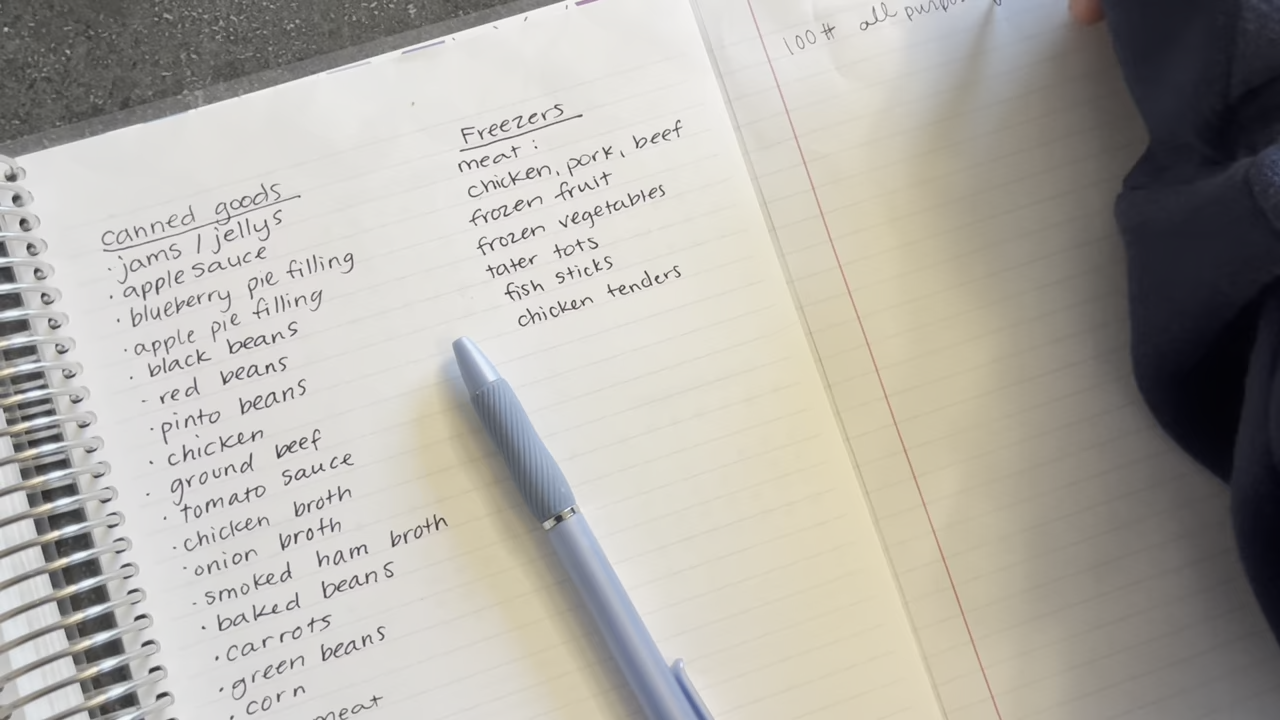 canned goods
· jams / jellys
· apple sauce
· blueberry pie filling
· apple pie filling
· black beans
· red beans
· pinto beans
· chicken
· ground beef
· tomato sauce
· chicken broth
· onion broth
· smoked ham broth
· baked beans
· carrots
· green beans
· corn
meat
Freezers
meat :
chicken, pork, beef
frozen fruit
frozen vegetables
tater tots
fish sticks
chicken tenders
100# all